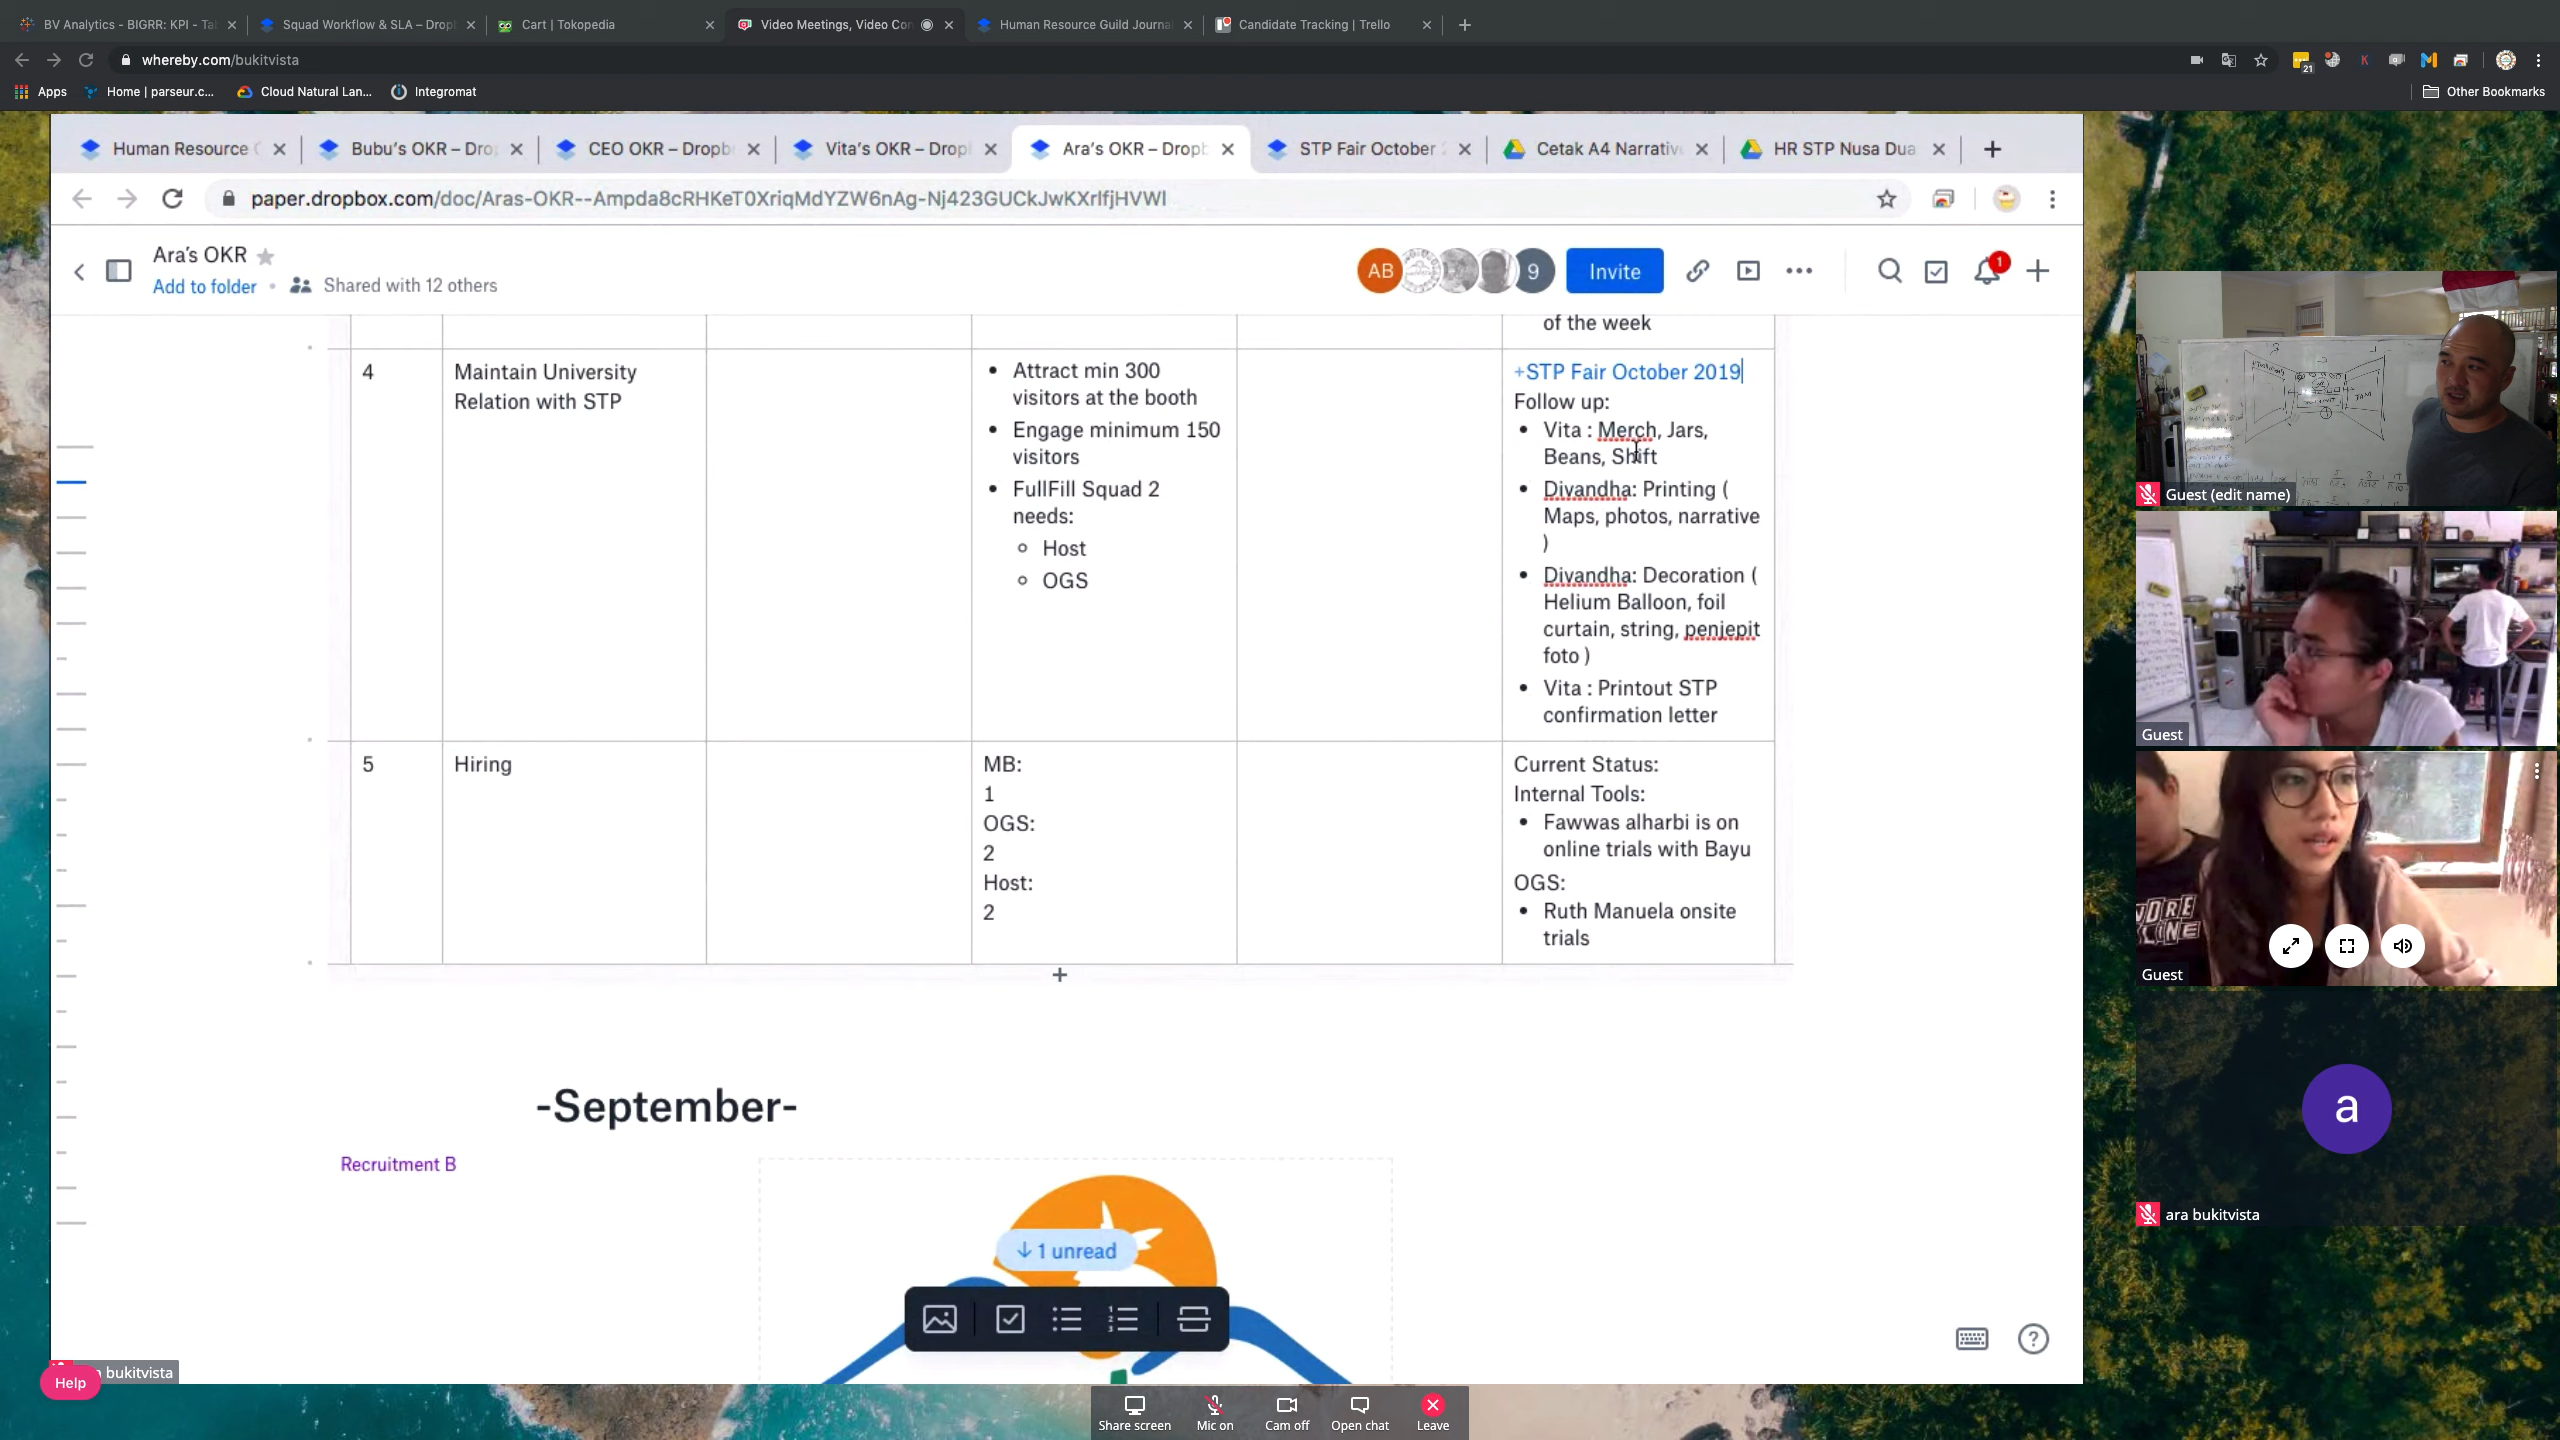 BV Analytics - BIGRR: KPI - Ta
Squad Workflow & SLA – Drop
Cart | Tokopedia
Video Meetings, Video Con
Human Resource Guild Journa
Candidate Tracking | Trello
whereby.com/bukitvista
21
Apps
Home | parseur.c...
Cloud Natural Lan...
Integromat
Other Bookmarks
Human Resource
Bubu's OKR – Dro
CEO OKR – Dropb
Vita's OKR – Drop
Ara's OKR – Dropb
STP Fair October
Cetak A4 Narrativ
HR STP Nusa Dua
paper.dropbox.com/doc/Aras-OKR--Ampda8cRHKeT0XriqMdYZW6nAg-Nj423GUCkJwKXrIfjHVWl
Ara's OKR
Add to folder
Shared with 12 others
AB
9
Invite
1
of the week
4
Maintain University
Relation with STP
Attract min 300
visitors at the booth
Engage minimum 150
visitors
FullFill Squad 2
needs:
Host
OGS
+STP Fair October 2019
Follow up:
Vita : Merch, Jars,
Beans, Shift
Divandha: Printing (
Maps, photos, narrative
)
Divandha: Decoration (
Helium Balloon, foil
curtain, string, penjepit
foto )
Vita : Printout STP
confirmation letter
5
Hiring
MB:
1
OGS:
2
Host:
2
Current Status:
Internal Tools:
Fawwas alharbi is on
online trials with Bayu
OGS:
Ruth Manuela onsite
trials
-September-
Recruitment B
1 unread
bukitvista
Help
Share screen
Mic on
Cam off
Open chat
Leave
Guest (edit name)
Guest
Guest
a
ara bukitvista